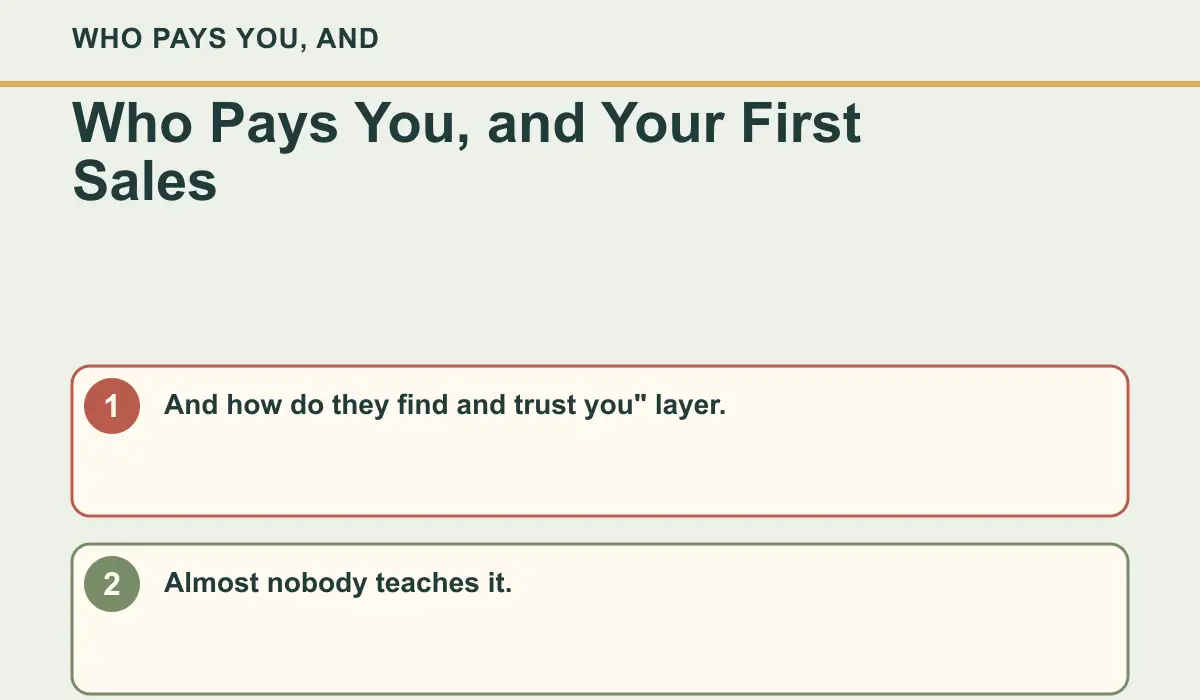 WHO PAYS YOU, AND
Who Pays You, and Your First
Sales
1
And how do they find and trust you" layer.
2
Almost nobody teaches it.